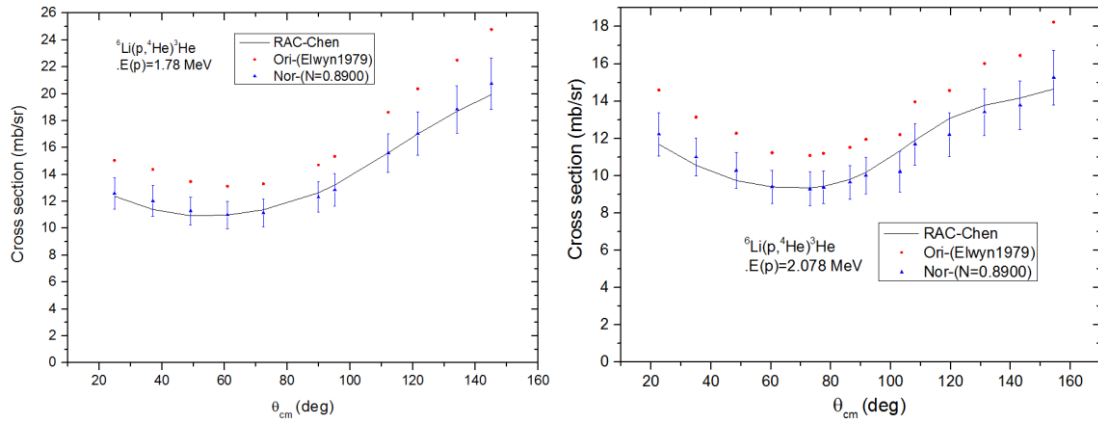 26
24
22
20
18
16
14
12
10
8
6
4
2
0
Cross section (mb/sr)
⁶Li(p,⁴He)³He
.E(p)=1.78 MeV
RAC-Chen
Ori-(Elwyn1979)
Nor-(N=0.8900)
20 40 60 80 100 120 140 160
θcm (deg)
18
16
14
12
10
8
6
4
2
0
Cross section (mb/sr)
⁶Li(p,⁴He)³He
.E(p)=2.078 MeV
RAC-Chen
Ori-(Elwyn1979)
Nor-(N=0.8900)
20 40 60 80 100 120 140 160
θcm (deg)